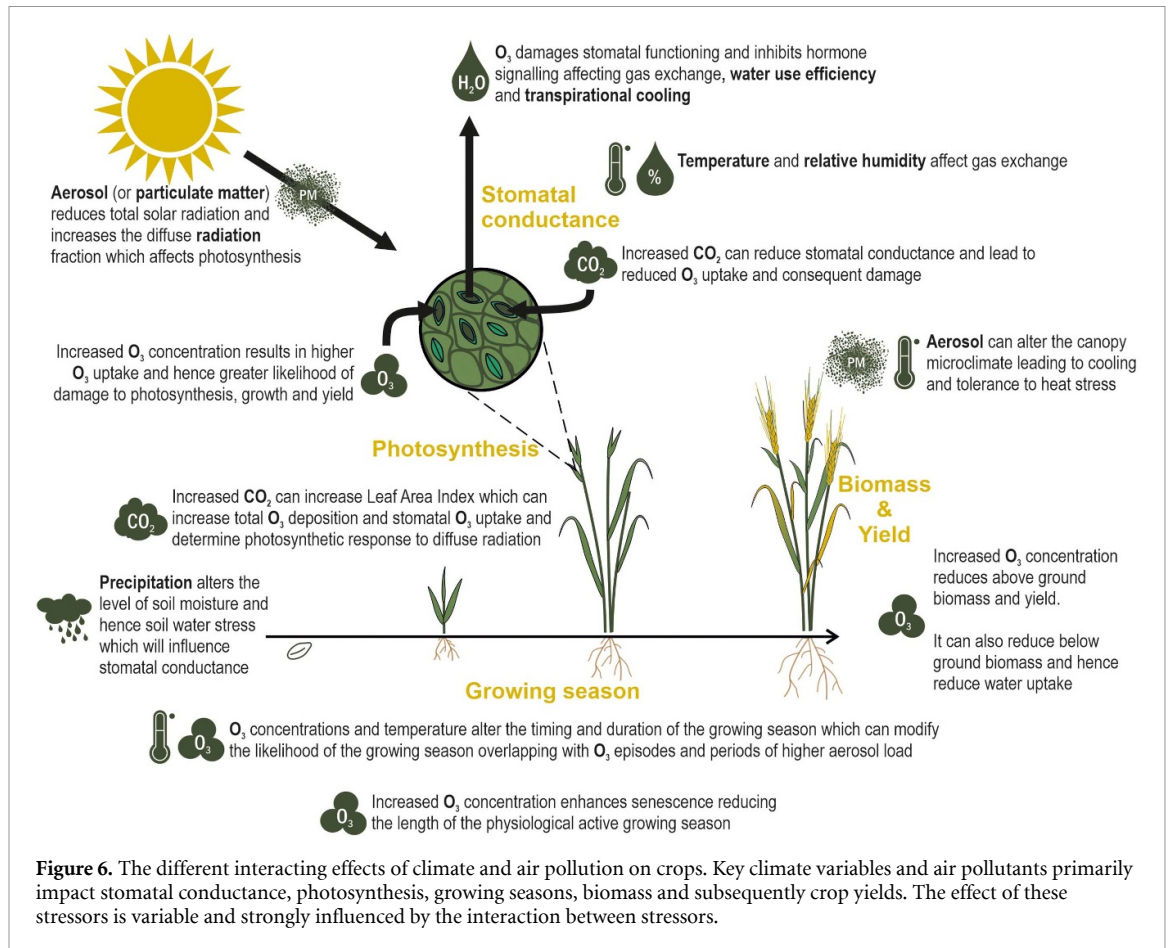 H₂O
O₃ damages stomatal functioning and inhibits hormone
signalling affecting gas exchange, water use efficiency
and transpirational cooling
%
Temperature and relative humidity affect gas exchange
PM
Aerosol (or particulate matter)
reduces total solar radiation and
increases the diffuse radiation
fraction which affects photosynthesis
Stomatal
conductance
CO₂
Increased CO₂ can reduce stomatal conductance and lead to
reduced O₃ uptake and consequent damage
Increased O₃ concentration results in higher
O₃ uptake and hence greater likelihood of
damage to photosynthesis, growth and yield
O₃
PM
Aerosol can alter the canopy
microclimate leading to cooling
and tolerance to heat stress
Photosynthesis
CO₂
Increased CO₂ can increase Leaf Area Index which can
increase total O₃ deposition and stomatal O₃ uptake and
determine photosynthetic response to diffuse radiation
Biomass
&
Yield
Precipitation alters the
level of soil moisture and
hence soil water stress
which will influence
stomatal conductance
O₃
Increased O₃ concentration
reduces above ground
biomass and yield.
It can also reduce below
ground biomass and hence
reduce water uptake
Growing season
O₃
O₃ concentrations and temperature alter the timing and duration of the growing season which can modify
the likelihood of the growing season overlapping with O₃ episodes and periods of higher aerosol load
O₃
Increased O₃ concentration enhances senescence reducing
the length of the physiological active growing season
Figure 6. The different interacting effects of climate and air pollution on crops. Key climate variables and air pollutants primarily
impact stomatal conductance, photosynthesis, growing seasons, biomass and subsequently crop yields. The effect of these
stressors is variable and strongly influenced by the interaction between stressors.